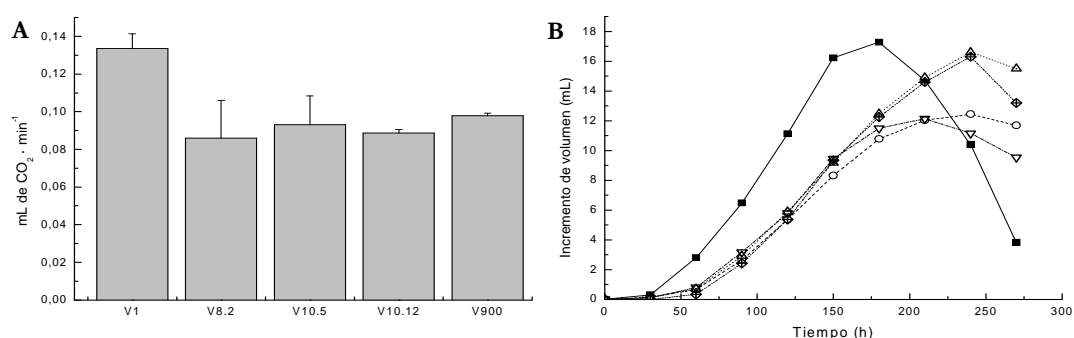 A
mL de CO₂ · min⁻¹
0,14
0,12
0,10
0,08
0,06
0,04
0,02
0,00
V1 V8.2 V10.5 V10.12 V900
B
Incremento de volumen (mL)
18
16
14
12
10
8
6
4
2
0
0 50 100 150 200 250 300
Tiempo (h)